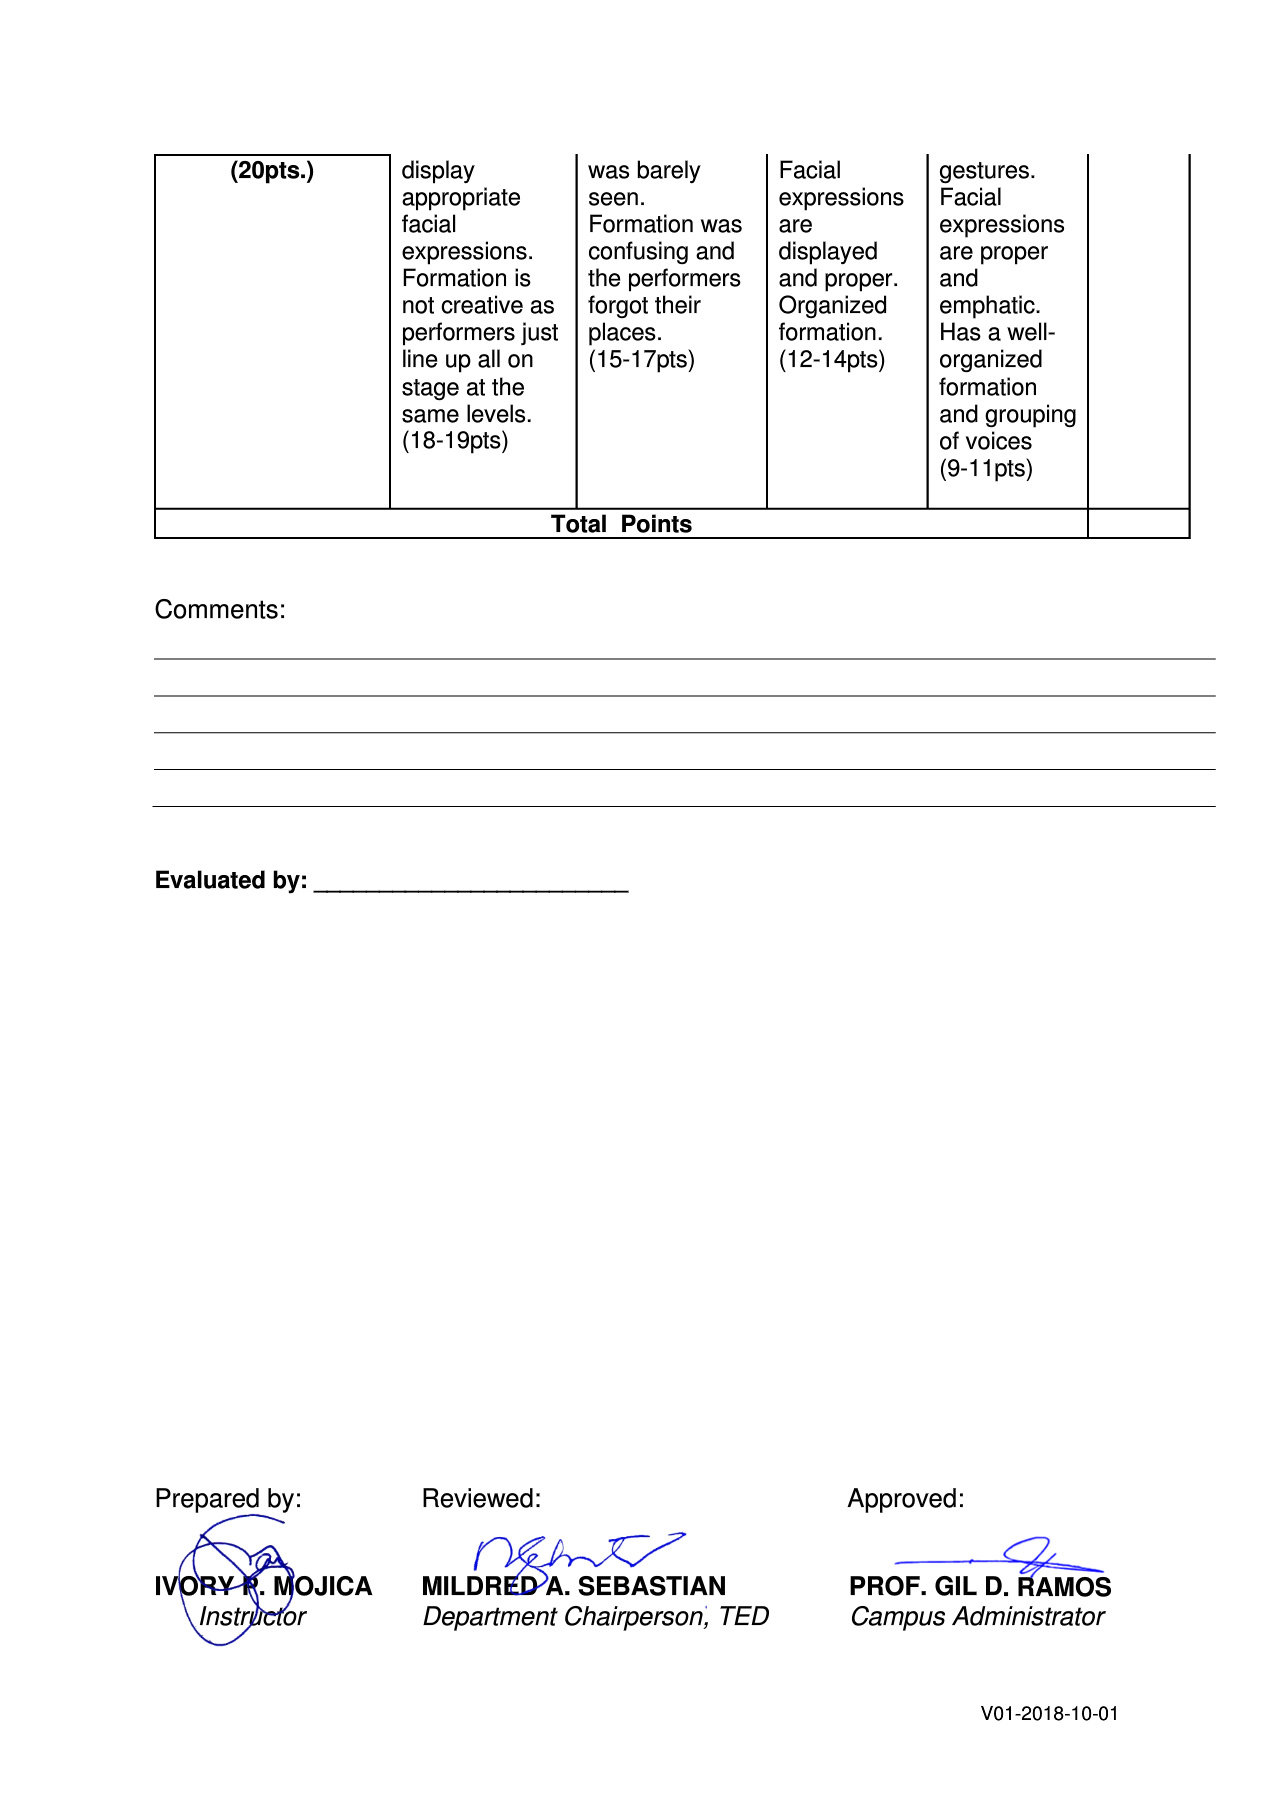 (20pts.)
display
appropriate
facial
expressions.
Formation is
not creative as
performers just
line up all on
stage at the
same levels.
(18-19pts)
was barely
seen.
Formation was
confusing and
the performers
forgot their
places.
(15-17pts)
Facial
expressions
are
displayed
and proper.
Organized
formation.
(12-14pts)
gestures.
Facial
expressions
are proper
and
emphatic.
Has a well-
organized
formation
and grouping
of voices
(9-11pts)
Total Points
Comments:
Evaluated by: ________________________
Prepared by:
Reviewed:
Approved:
IVORY P. MOJICA
MILDRED A. SEBASTIAN
PROF. GIL D. RAMOS
Instructor
Department Chairperson, TED
Campus Administrator
V01-2018-10-01